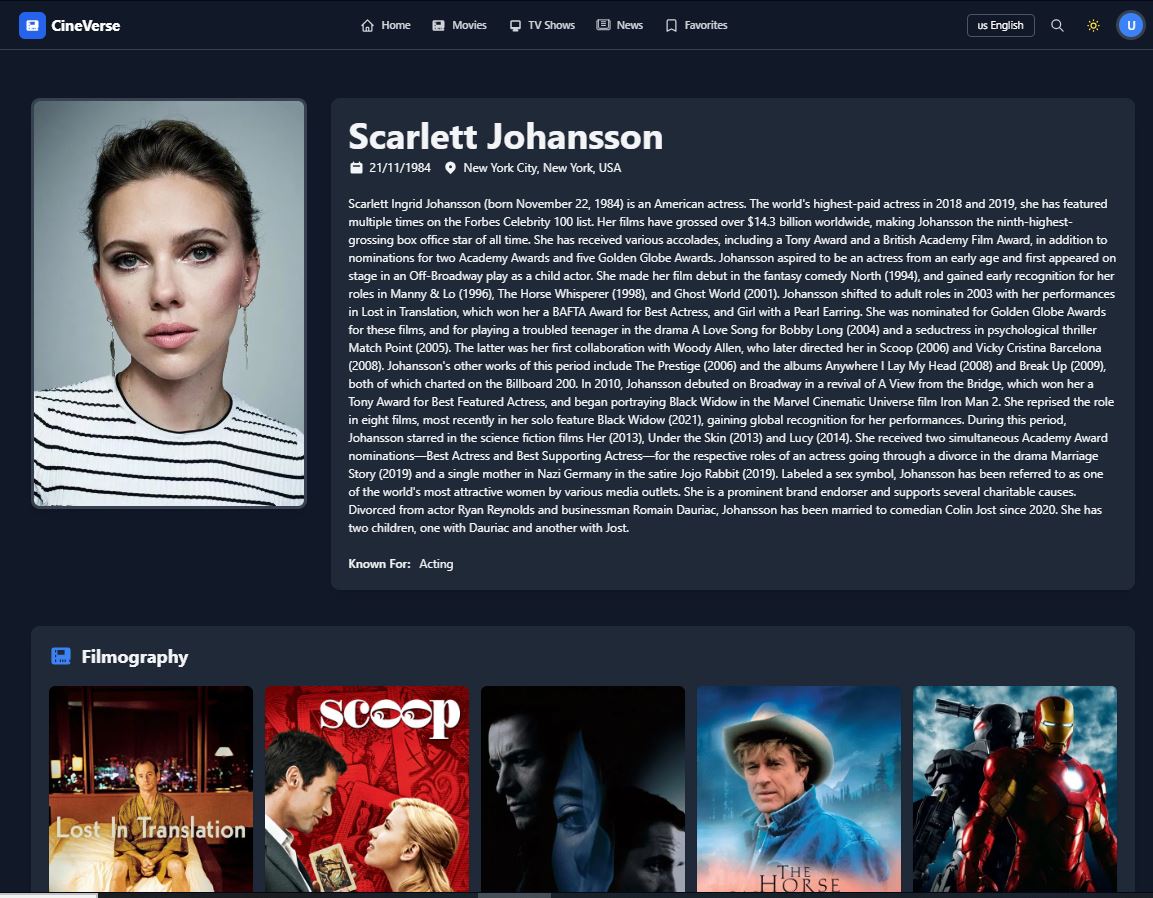 CineVerse
Home
Movies
TV Shows
News
Favorites
us English
U
Scarlett Johansson
21/11/1984
New York City, New York, USA
Scarlett Ingrid Johansson (born November 22, 1984) is an American actress. The world's highest-paid actress in 2018 and 2019, she has featured
multiple times on the Forbes Celebrity 100 list. Her films have grossed over $14.3 billion worldwide, making Johansson the ninth-highest-
grossing box office star of all time. She has received various accolades, including a Tony Award and a British Academy Film Award, in addition to
nominations for two Academy Awards and five Golden Globe Awards. Johansson aspired to be an actress from an early age and first appeared on
stage in an Off-Broadway play as a child actor. She made her film debut in the fantasy comedy North (1994), and gained early recognition for her
roles in Manny & Lo (1996), The Horse Whisperer (1998), and Ghost World (2001). Johansson shifted to adult roles in 2003 with her performances
in Lost in Translation, which won her a BAFTA Award for Best Actress, and Girl with a Pearl Earring. She was nominated for Golden Globe Awards
for these films, and for playing a troubled teenager in the drama A Love Song for Bobby Long (2004) and a seductress in psychological thriller
Match Point (2005). The latter was her first collaboration with Woody Allen, who later directed her in Scoop (2006) and Vicky Cristina Barcelona
(2008). Johansson's other works of this period include The Prestige (2006) and the albums Anywhere I Lay My Head (2008) and Break Up (2009),
both of which charted on the Billboard 200. In 2010, Johansson debuted on Broadway in a revival of A View from the Bridge, which won her a
Tony Award for Best Featured Actress, and began portraying Black Widow in the Marvel Cinematic Universe film Iron Man 2. She reprised the role
in eight films, most recently in her solo feature Black Widow (2021), gaining global recognition for her performances. During this period,
Johansson starred in the science fiction films Her (2013), Under the Skin (2013) and Lucy (2014). She received two simultaneous Academy Award
nominations—Best Actress and Best Supporting Actress—for the respective roles of an actress going through a divorce in the drama Marriage
Story (2019) and a single mother in Nazi Germany in the satire Jojo Rabbit (2019). Labeled a sex symbol, Johansson has been referred to as one
of the world's most attractive women by various media outlets. She is a prominent brand endorser and supports several charitable causes.
Divorced from actor Ryan Reynolds and businessman Romain Dauriac, Johansson has been married to comedian Colin Jost since 2020. She has
two children, one with Dauriac and another with Jost.
Known For: Acting
Filmography
Lost In Translation
scoop
THE
HORSE